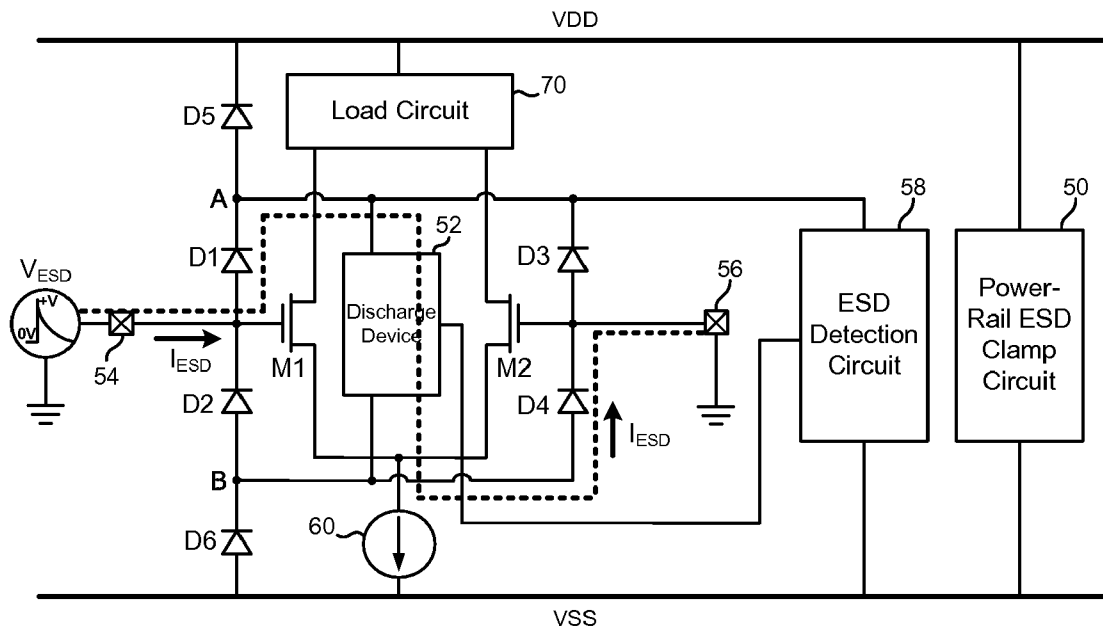 VDD
70
Load Circuit
D5
A
58
50
52
D1
D3
V_ESD
+V
0V
56
54
I_ESD
M1
Discharge
Device
M2
ESD
Detection
Circuit
Power-
Rail ESD
Clamp
Circuit
D2
D4
I_ESD
B
60
D6
VSS